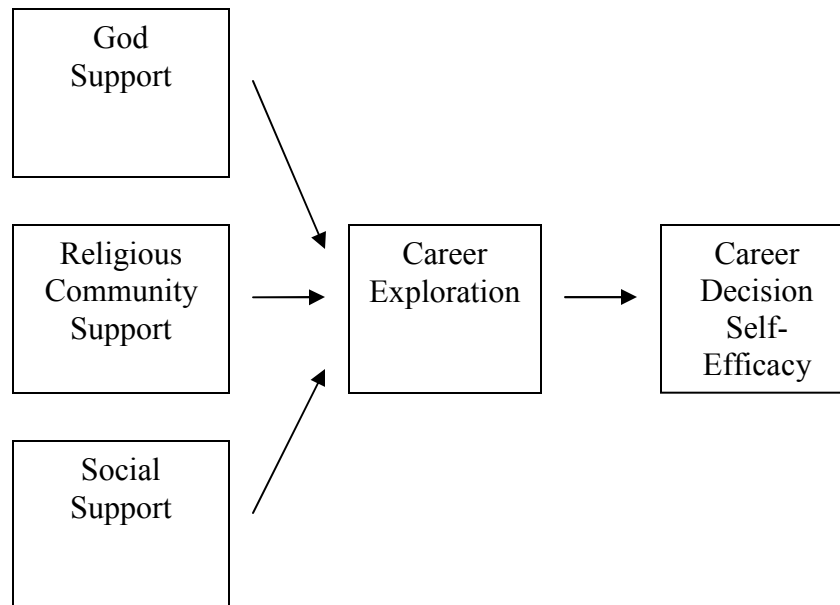 God
Support
Religious
Community
Support
Career
Exploration
Career
Decision
Self-
Efficacy
Social
Support